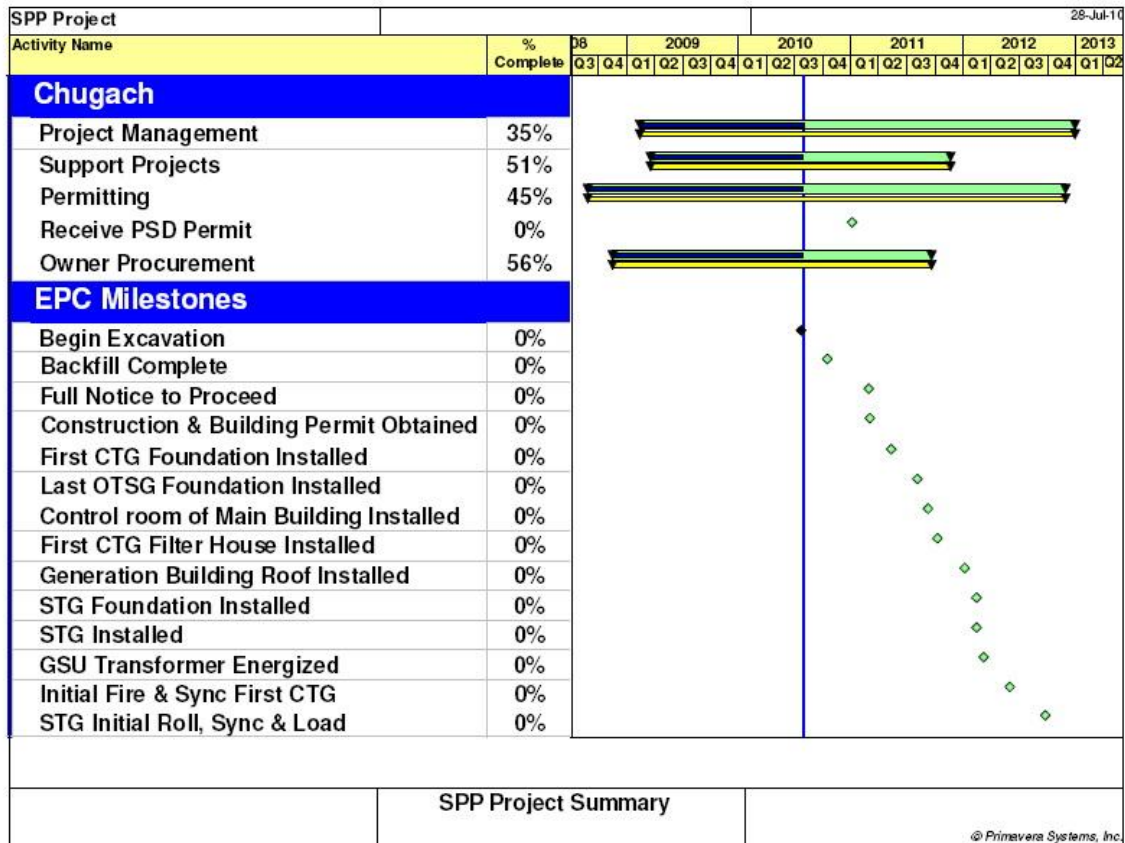 SPP Project 28-Jul-10
Activity Name % Complete 08 2009 2010 2011 2012 2013
Q3 Q4 Q1 Q2 Q3 Q4 Q1 Q2 Q3 Q4 Q1 Q2 Q3 Q4 Q1 Q2 Q3 Q4 Q1 Q2
Chugach
Project Management 35%
Support Projects 51%
Permitting 45%
Receive PSD Permit 0%
Owner Procurement 56%
EPC Milestones
Begin Excavation 0%
Backfill Complete 0%
Full Notice to Proceed 0%
Construction & Building Permit Obtained 0%
First CTG Foundation Installed 0%
Last OTSG Foundation Installed 0%
Control room of Main Building Installed 0%
First CTG Filter House Installed 0%
Generation Building Roof Installed 0%
STG Foundation Installed 0%
STG Installed 0%
GSU Transformer Energized 0%
Initial Fire & Sync First CTG 0%
STG Initial Roll, Sync & Load 0%
SPP Project Summary
© Primavera Systems, Inc.